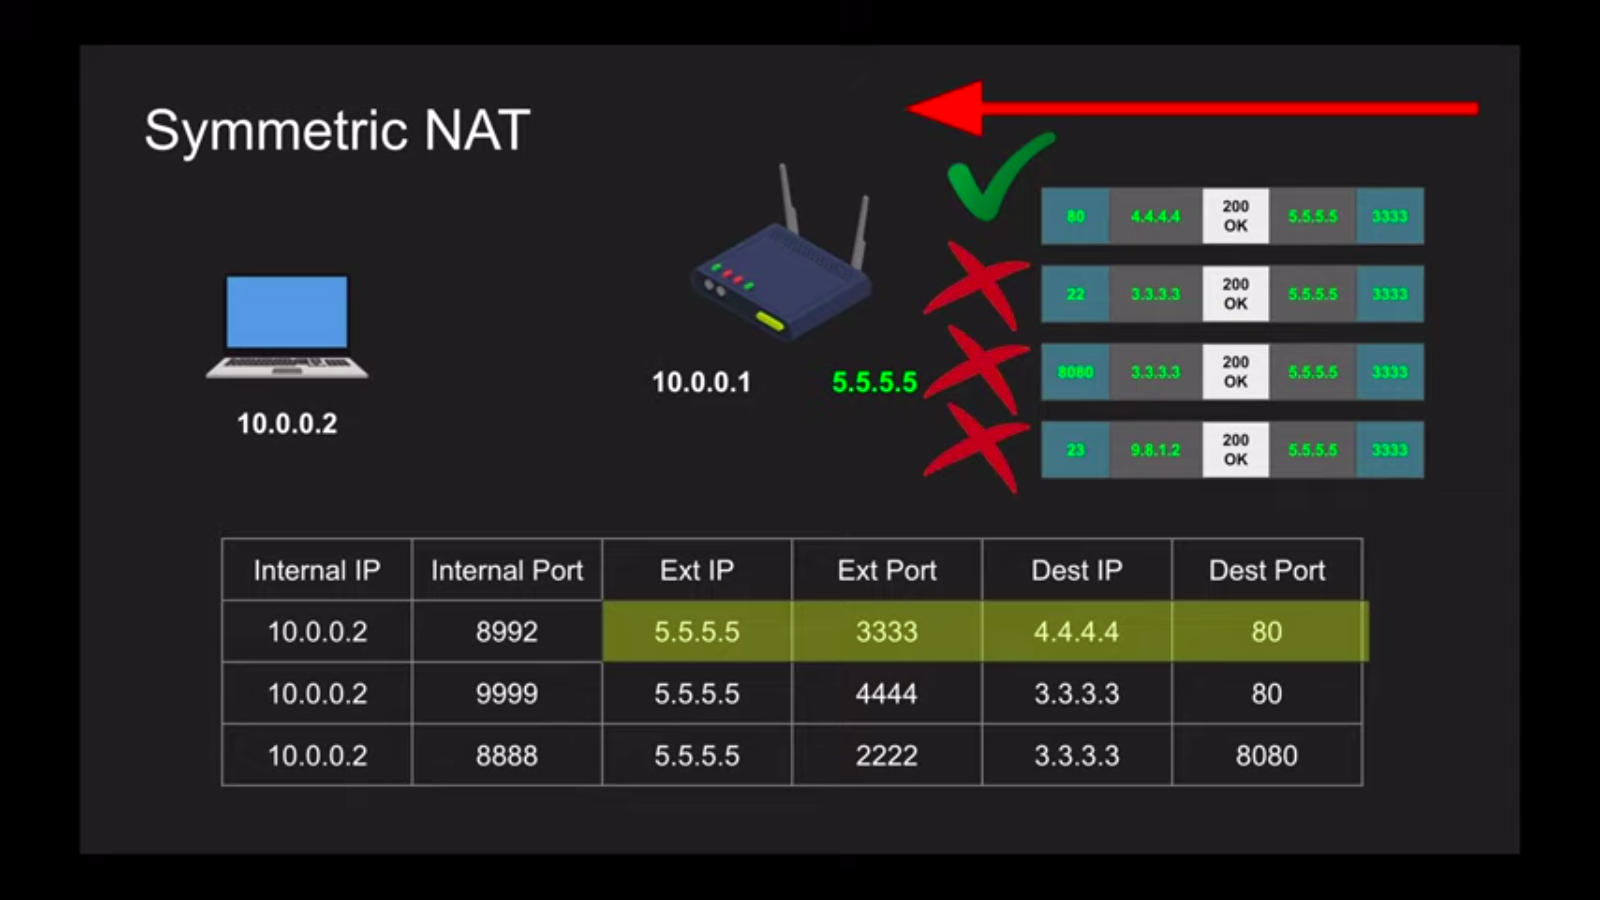 Symmetric NAT
80 4.4.4.4 200 OK 5.5.5.5 3333
22 3.3.3.3 200 OK 5.5.5.5 3333
8080 3.3.3.3 200 OK 5.5.5.5 3333
23 9.8.1.2 200 OK 5.5.5.5 3333
10.0.0.1 5.5.5.5
10.0.0.2
Internal IP Internal Port Ext IP Ext Port Dest IP Dest Port
10.0.0.2 8992 5.5.5.5 3333 4.4.4.4 80
10.0.0.2 9999 5.5.5.5 4444 3.3.3.3 80
10.0.0.2 8888 5.5.5.5 2222 3.3.3.3 8080